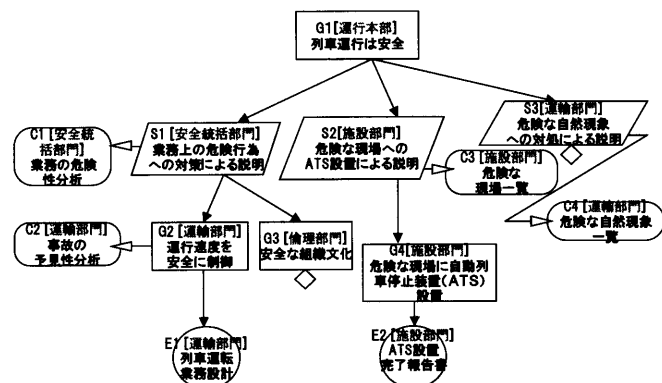 G1[運行本部]
列車運行は安全
C1 [安全統
括部門]
業務の危険
性分析
S1 [安全統括部門]
業務上の危険行為
への対策による説明
S2[施設部門]
危険な現場への
ATS設置による説明
S3[運輸部門]
危険な自然現象
への対処による説明
C3 [施設部門]
危険な
現場一覧
C4 [運輸部門]
危険な自然現象
一覧
C2 [運輸部門]
事故の
予見性分析
G2 [運輸部門]
運行速度を
安全に制御
G3 [倫理部門]
安全な組織文化
G4[施設部門]
危険な現場に自動列
車停止装置(ATS)
設置
E1 [運輸部門]
列車運転
業務設計
E2 [施設部門]
ATS設置
完了報告書